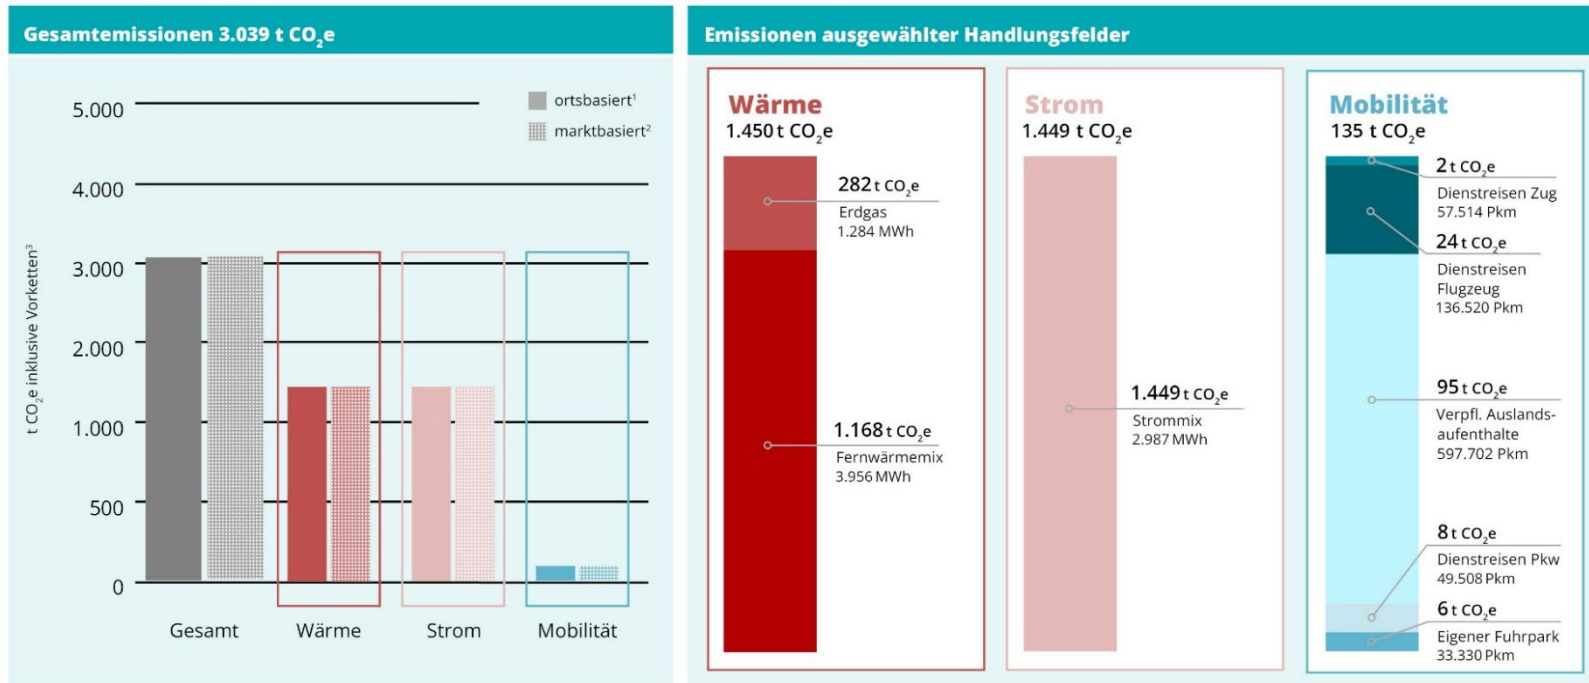 Gesamtemissionen 3.039 t CO₂e
5.000
4.000
3.000
2.000
1.000
500
0
t CO₂e inklusive Vorketten³
ortsbasiert¹
marktbasiert²
Gesamt
Wärme
Strom
Mobilität
Emissionen ausgewählter Handlungsfelder
Wärme
1.450 t CO₂e
282 t CO₂e
Erdgas
1.284 MWh
1.168 t CO₂e
Fernwärmemix
3.956 MWh
Strom
1.449 t CO₂e
1.449 t CO₂e
Strommix
2.987 MWh
Mobilität
135 t CO₂e
2 t CO₂e
Dienstreisen Zug
57.514 Pkm
24 t CO₂e
Dienstreisen
Flugzeug
136.520 Pkm
95 t CO₂e
Verpfl. Auslands-
aufenthalte
597.702 Pkm
8 t CO₂e
Dienstreisen Pkw
49.508 Pkm
6 t CO₂e
Eigener Fuhrpark
33.330 Pkm